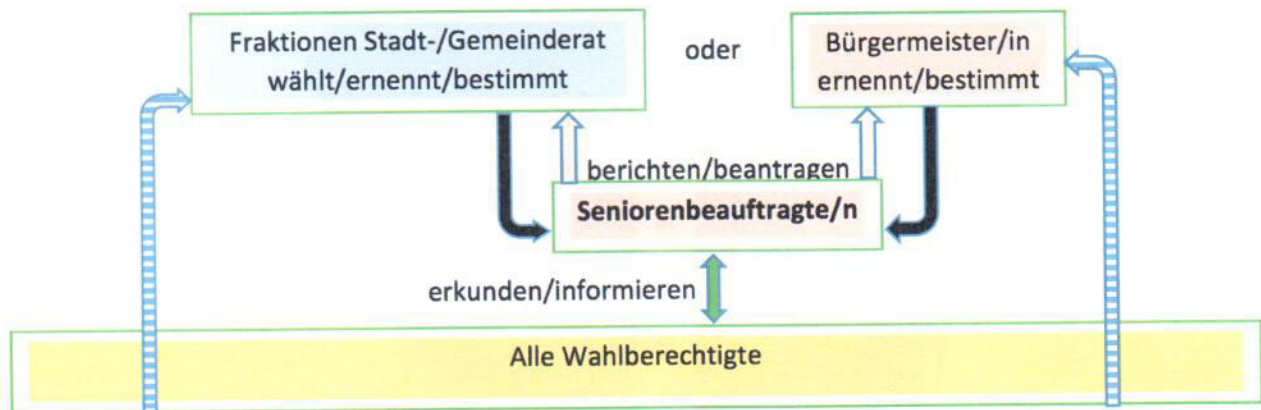 Fraktionen Stadt-/Gemeinderat
wählt/ernennt/bestimmt
oder
Bürgermeister/in
ernennt/bestimmt
berichten/beantragen
Seniorenbeauftragte/n
erkunden/informieren
Alle Wahlberechtigte